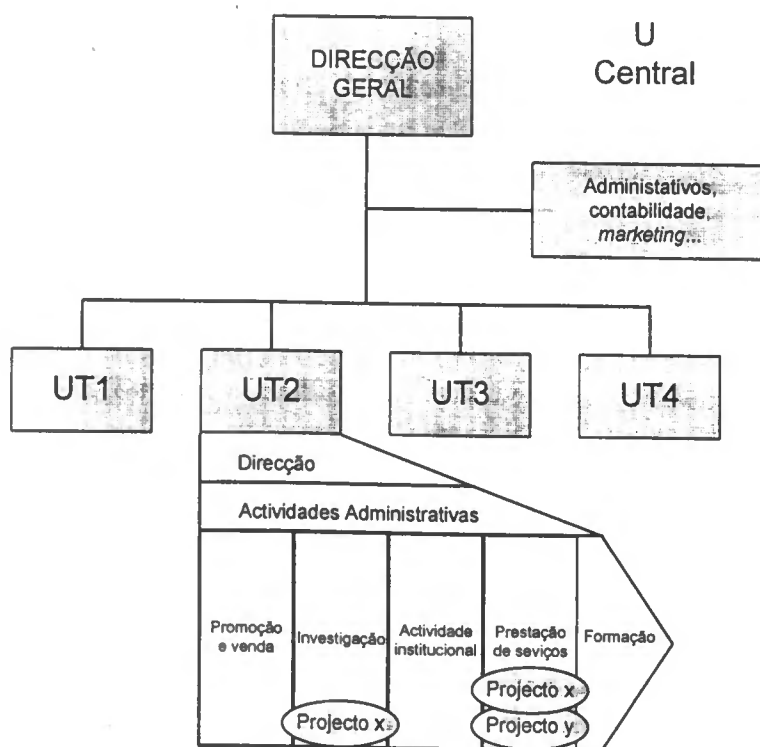 DIRECÇÃO
GERAL
U
Central
Administativos,
contabilidade,
marketing...
UT1
UT2
UT3
UT4
Direcção
Actividades Administrativas
Promoção
e venda
Investigação
Actividade
institucional
Prestação
de seviços
Formação
Projecto x
Projecto x
Projecto y